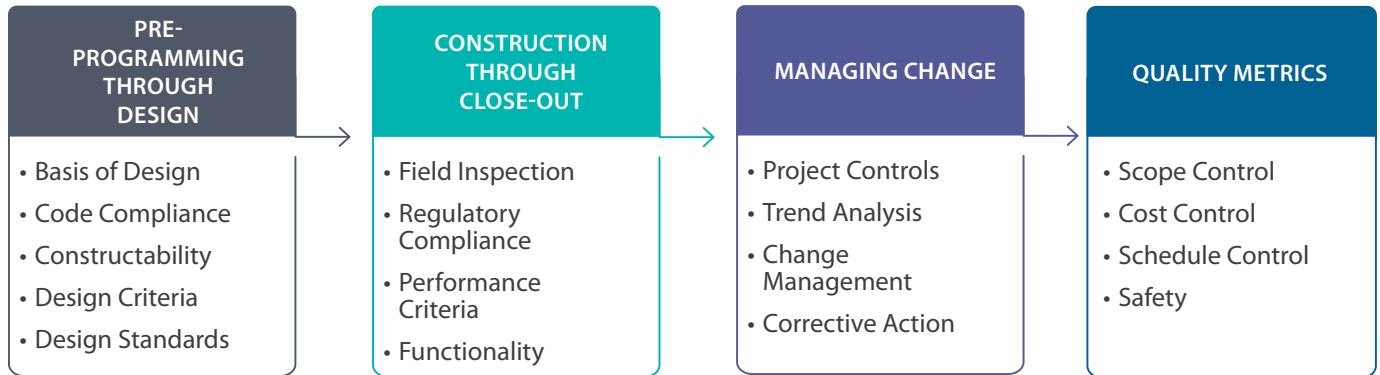 PRE-
PROGRAMMING
THROUGH
DESIGN
• Basis of Design
• Code Compliance
• Constructability
• Design Criteria
• Design Standards
CONSTRUCTION
THROUGH
CLOSE-OUT
• Field Inspection
• Regulatory
Compliance
• Performance
Criteria
• Functionality
MANAGING CHANGE
• Project Controls
• Trend Analysis
• Change
Management
• Corrective Action
QUALITY METRICS
• Scope Control
• Cost Control
• Schedule Control
• Safety